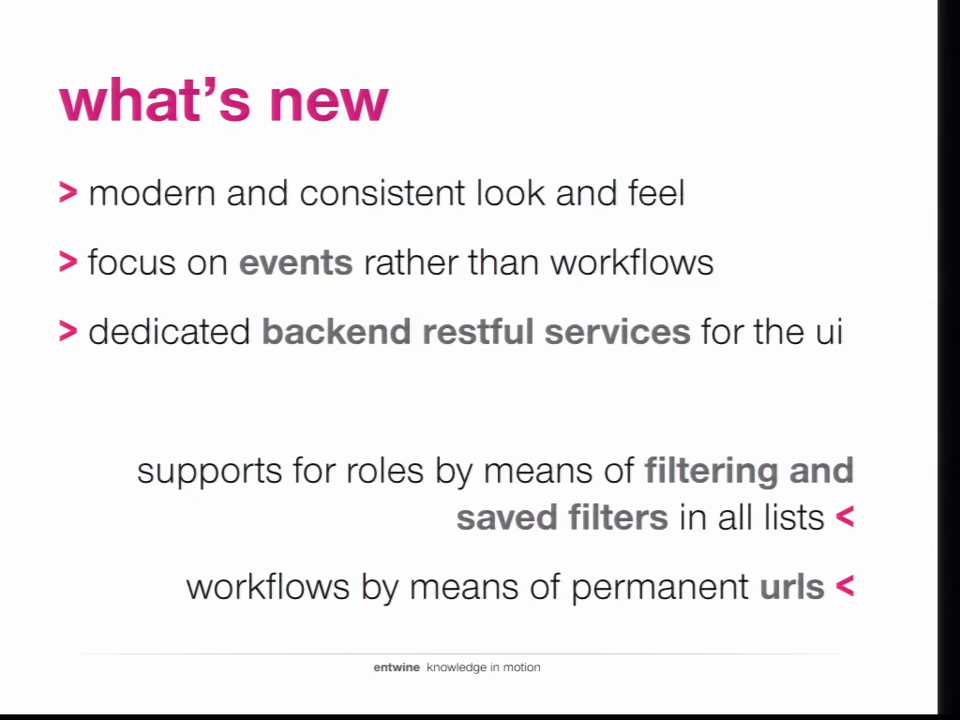 what's new
> modern and consistent look and feel
> focus on events rather than workflows
> dedicated backend restful services for the ui
supports for roles by means of filtering and
saved filters in all lists <
workflows by means of permanent urls <
entwine knowledge in motion